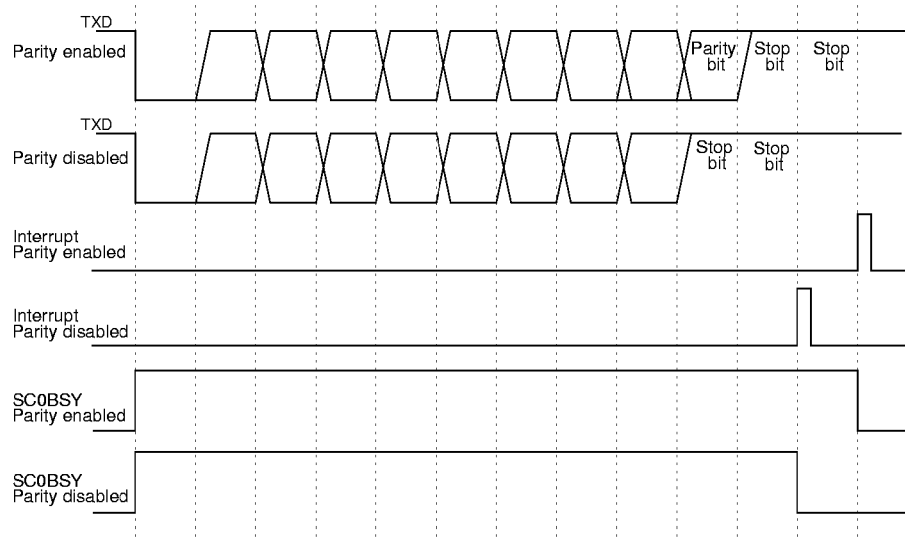 TXD
Parity enabled
Parity
bit
Stop
bit
Stop
bit
TXD
Parity disabled
Stop
bit
Stop
bit
Interrupt
Parity enabled
Interrupt
Parity disabled
SC0BSY
Parity enabled
SC0BSY
Parity disabled